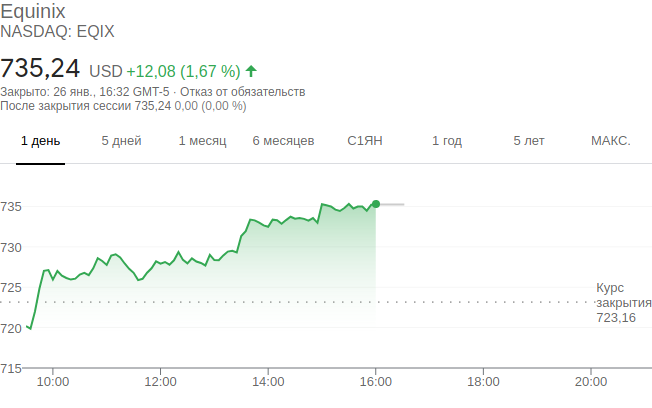 Equinix
NASDAQ: EQIX
735,24 USD +12,08 (1,67 %)
Закрыто: 26 янв., 16:32 GMT-5 · Отказ от обязательств
После закрытия сессии 735,24 0,00 (0,00 %)
1 день 5 дней 1 месяц 6 месяцев С1ЯН 1 год 5 лет МАКС.
735
730
725
Курс
закрытия
723,16
720
715
10:00 12:00 14:00 16:00 18:00 20:00